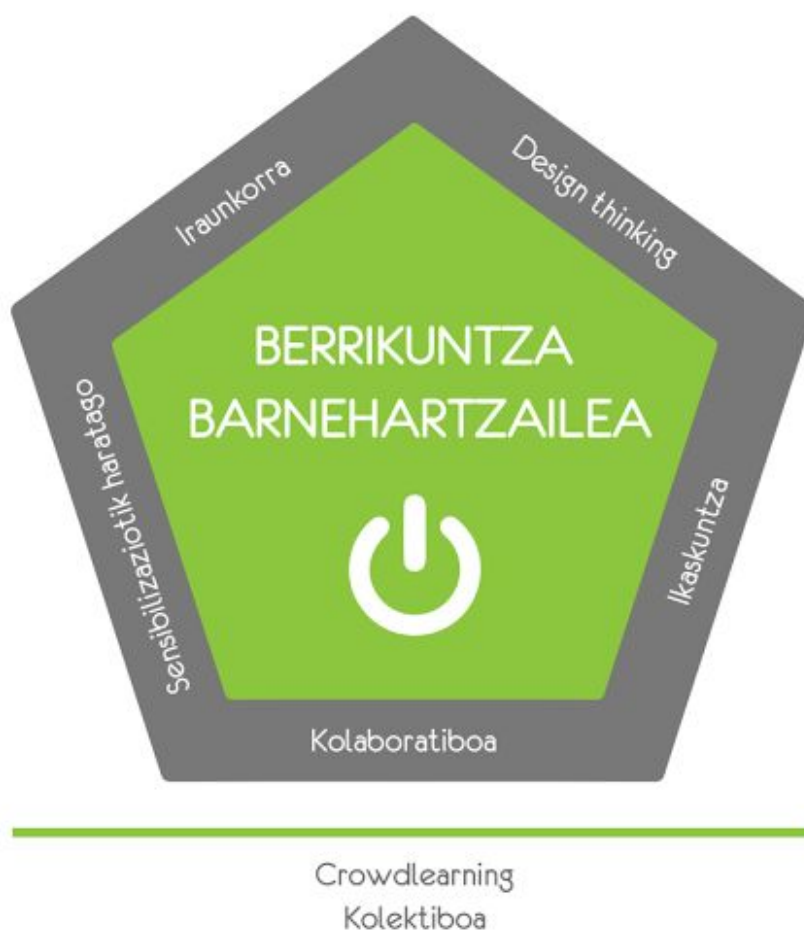 Iraunkorra
Design thinking
BERRIKUNTZA
BARNEHARTZAILEA
Sensibilizaziotik haratago
Ikaskuntza
Kolaboratiboa
Crowdlearning
Kolektiboa